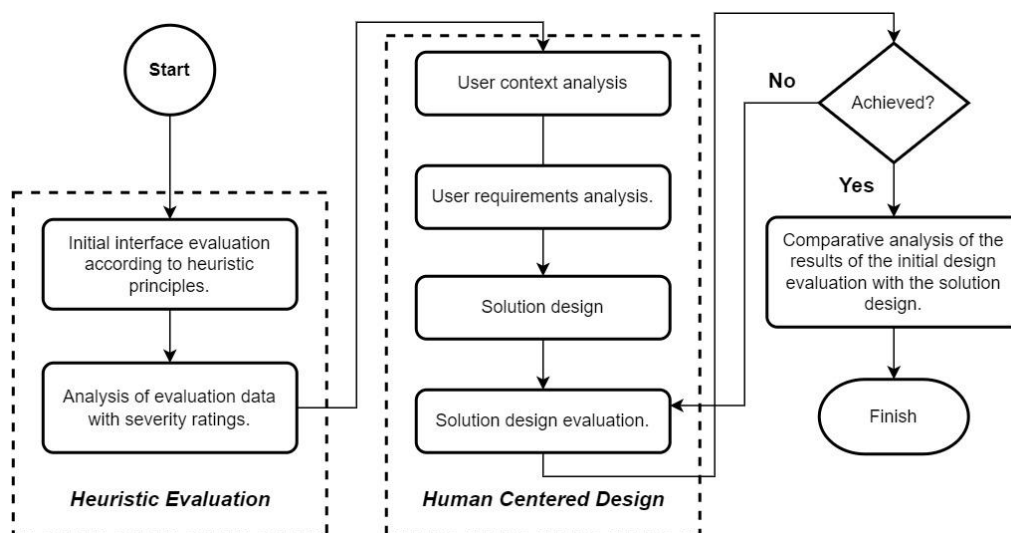 Start
Initial interface evaluation
according to heuristic
principles.
Analysis of evaluation data
with severity ratings.
Heuristic Evaluation
User context analysis
User requirements analysis.
Solution design
Solution design evaluation.
Human Centered Design
No
Achieved?
Yes
Comparative analysis of the
results of the initial design
evaluation with the solution
design.
Finish